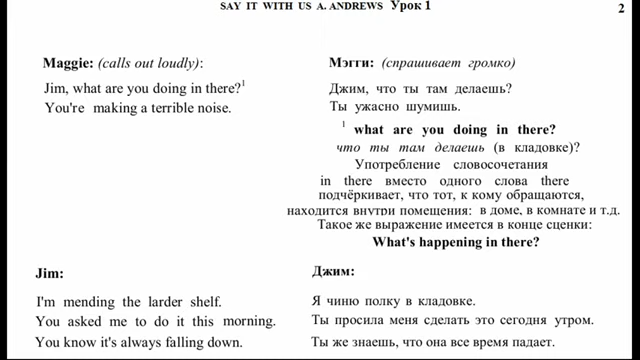 SAY IT WITH US A. ANDREWS Урок 1
2
Maggie: (calls out loudly):
Jim, what are you doing in there?¹
You're making a terrible noise.
Мэгги: (спрашивает громко)
Джим, что ты там делаешь?
Ты ужасно шумишь.
¹ what are you doing in there?
что ты там делаешь (в кладовке)?
Употребление словосочетания
in there вместо одного слова there
подчёркивает, что тот, к кому обращаются,
находится внутри помещения: в доме, в комнате и т.д.
Такое же выражение имеется в конце сценки:
What's happening in there?
Jim:
I'm mending the larder shelf.
You asked me to do it this morning.
You know it's always falling down.
Джим:
Я чиню полку в кладовке.
Ты просила меня сделать это сегодня утром.
Ты же знаешь, что она все время падает.